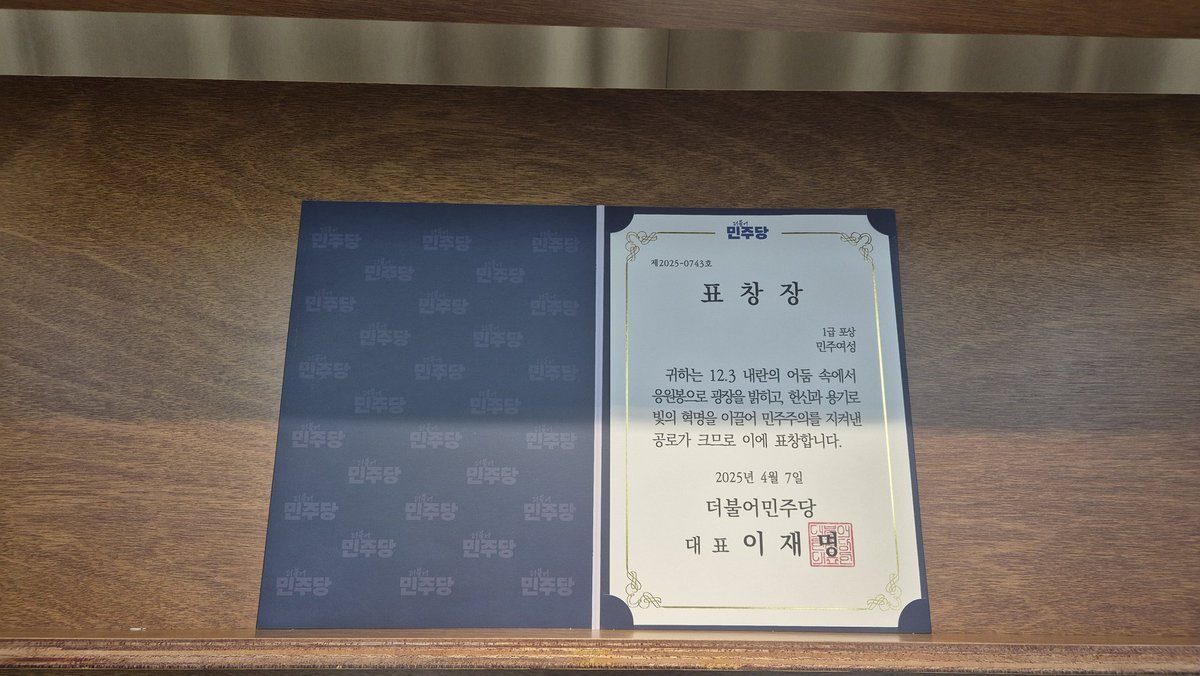 더불어
민주당
제2025-0743호
표창장
1급 포상
민주여성
귀하는 12.3 내란의 어둠 속에서
응원봉으로 광장을 밝히고, 헌신과 용기로
빛의 혁명을 이끌어 민주주의를 지켜낸
공로가 크므로 이에 표창합니다.
2025년 4월 7일
더불어민주당
대표 이재명